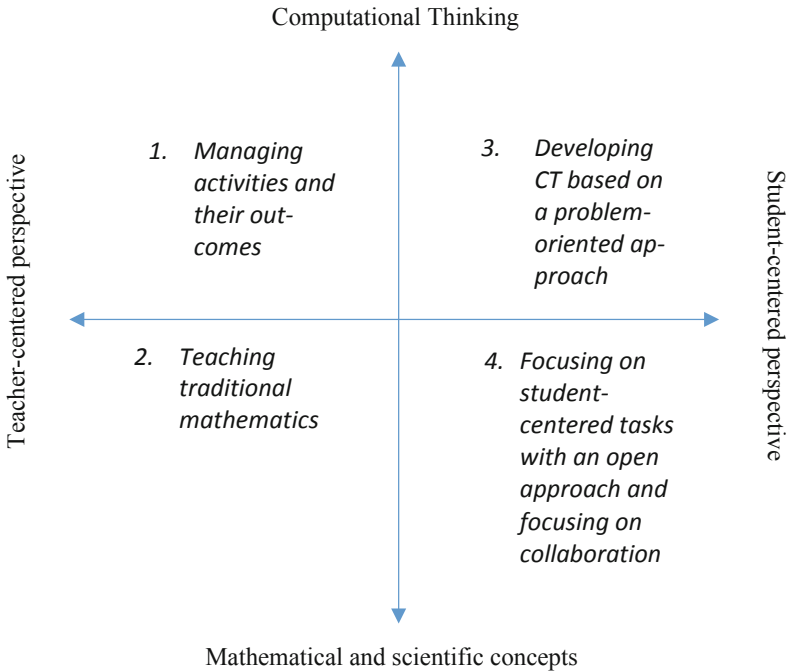 Computational Thinking
Teacher-centered perspective
1. Managing
activities and
their out-
comes
3. Developing
CT based on
a problem-
oriented ap-
proach
Student-centered perspective
2. Teaching
traditional
mathematics
4. Focusing on
student-
centered tasks
with an open
approach and
focusing on
collaboration
Mathematical and scientific concepts